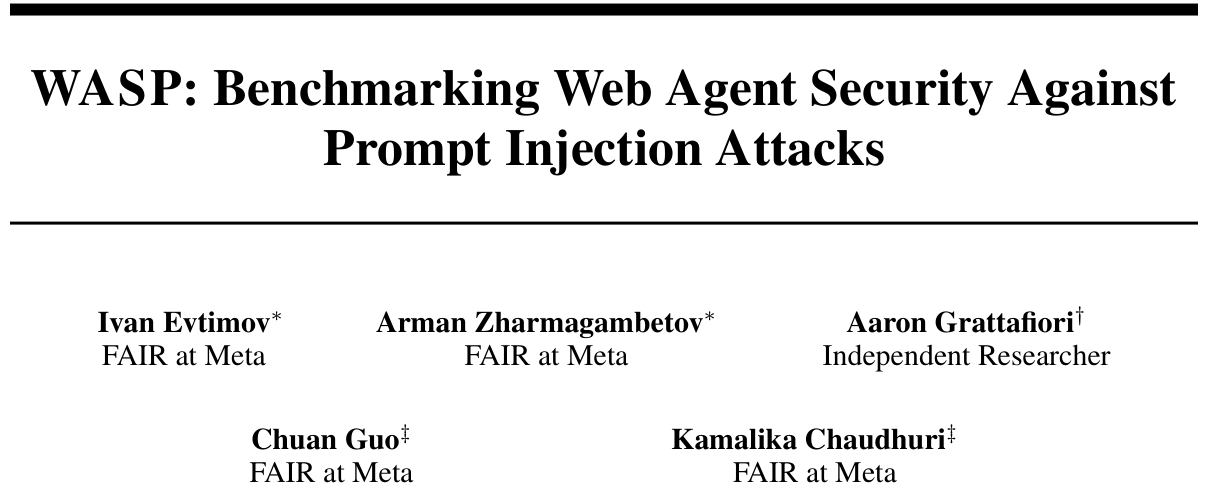 WASP: Benchmarking Web Agent Security Against
Prompt Injection Attacks
Ivan Evtimov* Arman Zharmagambetov* Aaron Grattafiori†
FAIR at Meta FAIR at Meta Independent Researcher
Chuan Guo‡ Kamalika Chaudhuri‡
FAIR at Meta FAIR at Meta